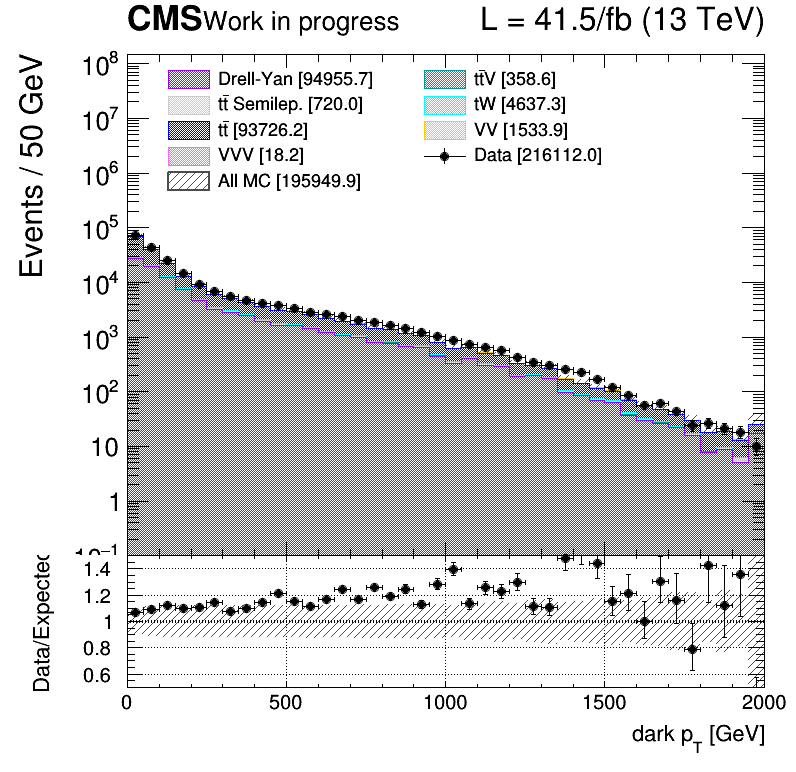 CMS Work in progress L = 41.5/fb (13 TeV)
Events / 50 GeV
10⁸
10⁷
10⁶
10⁵
10⁴
10³
10²
10
1
10⁻¹
Drell-Yan [94955.7]
tt̄ Semilep. [720.0]
tt̄ [93726.2]
VVV [18.2]
All MC [195949.9]
tt̄V [358.6]
tW [4637.3]
VV [1533.9]
Data [216112.0]
Data/Expected
1.4
1.2
1
0.8
0.6
0 500 1000 1500 2000
dark p_T [GeV]